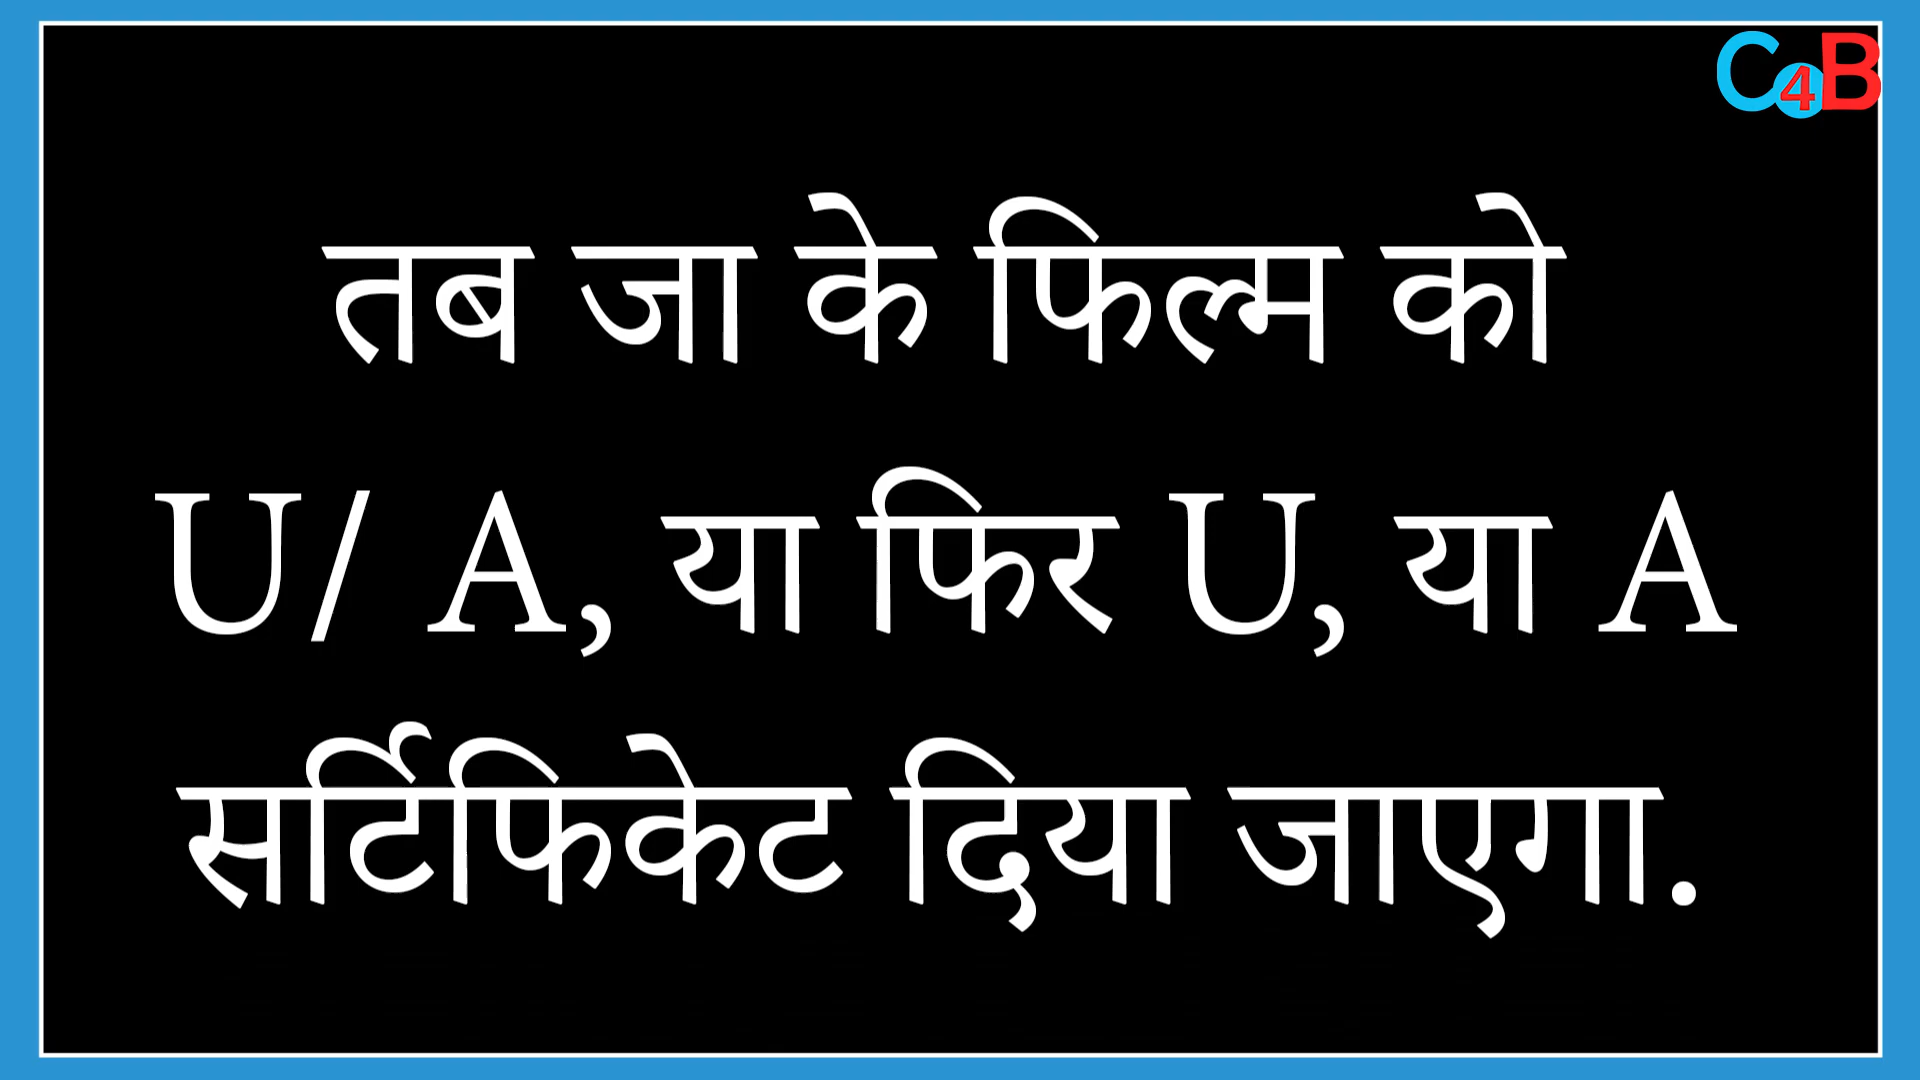 C4B
तब जा के फिल्म को
U/ A, या फिर U, या A
सर्टिफिकेट दिया जाएगा.